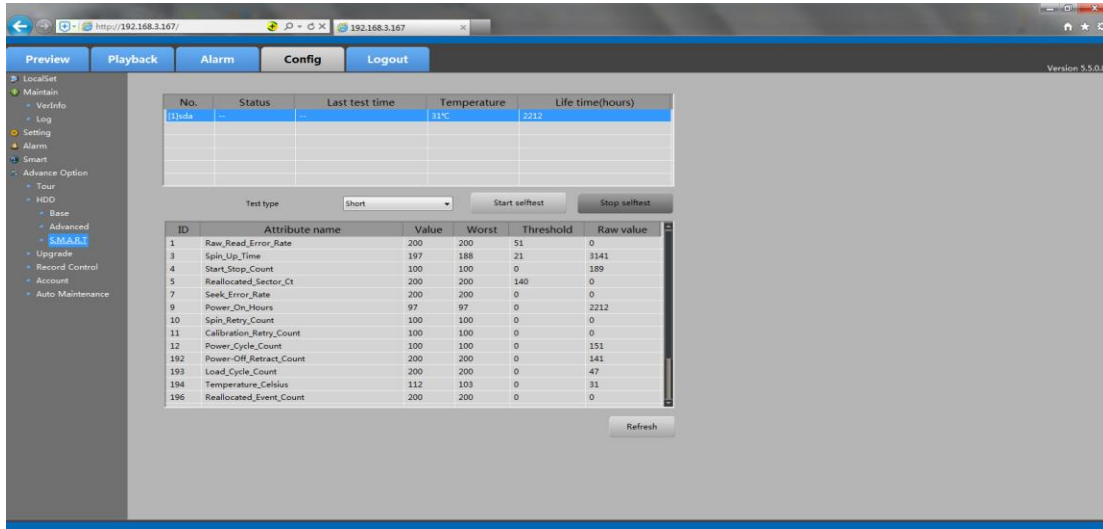 http://192.168.3.167/
192.168.3.167
Preview Playback Alarm Config Logout
LocalSet
Maintain
VerInfo
Log
Setting
Alarm
Smart
Advance Option
Tour
HDD
Base
Advanced
S.M.A.R.T
Upgrade
Record Control
Account
Auto Maintenance
No. Status Last test time Temperature Life time(hours)
[1]sda -- -- 31℃ 2212
Test type Short Start selftest Stop selftest
ID Attribute name Value Worst Threshold Raw value
1 Raw_Read_Error_Rate 200 200 51 0
3 Spin_Up_Time 197 188 21 3141
4 Start_Stop_Count 100 100 0 189
5 Reallocated_Sector_Ct 200 200 140 0
7 Seek_Error_Rate 200 200 0 0
9 Power_On_Hours 97 97 0 2212
10 Spin_Retry_Count 100 100 0 0
11 Calibration_Retry_Count 100 100 0 0
12 Power_Cycle_Count 100 100 0 151
192 Power-Off_Retract_Count 200 200 0 141
193 Load_Cycle_Count 200 200 0 47
194 Temperature_Celsius 112 103 0 31
196 Reallocated_Event_Count 200 200 0 0
Refresh
Version